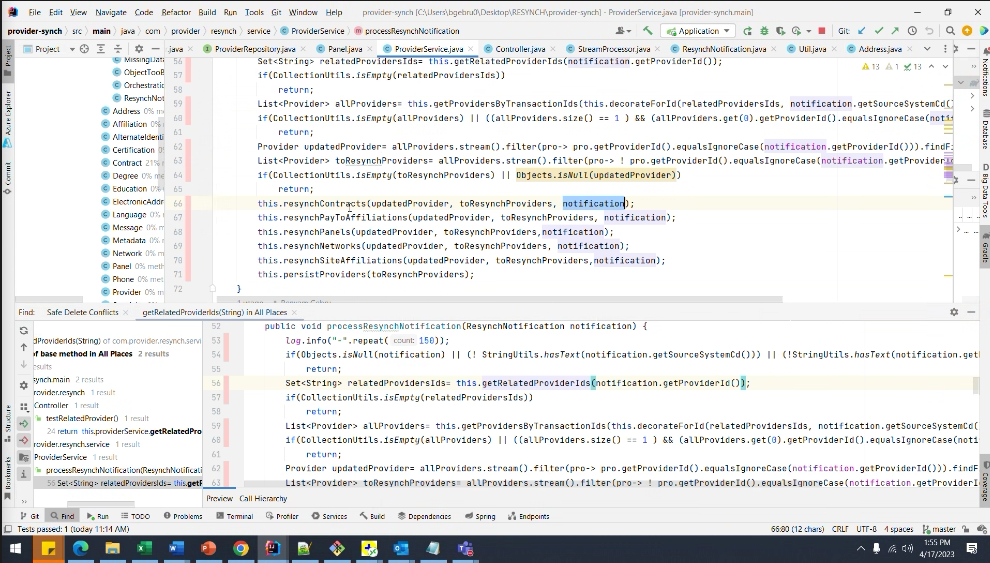 File Edit View Navigate Code Refactor Build Run Tools Git Window Help provider-synch [C:\Users\bgebru0\Desktop\RESYNCH\provider-synch] - ProviderService.java [provider-synch.main]
provider-synch src main java com provider resynch service ProviderService processResynchNotification
Application Git:
Project .java ProviderRepository.java Panel.java ProviderService.java Controller.java StreamProcessor.java ResynchNotification.java Util.java Address.java
MissingData
ObjectToolB
Orchestratio
ResynchNot
Address 0%
Affiliation 0%
AlternateIdenti
Certification 0%
Contract 21%
Degree 0% me
Education 0%
ElectronicAddr
Language 0%
Message 0% m
Metadata 0%
Network 0% m
Panel 0% meth
Phone 0% met
Provider 0% m
13 1 13
56 Set<String> relatedProvidersIds= this.getRelatedProviderIds(notification.getProviderId());
57 if(CollectionUtils.isEmpty(relatedProvidersIds))
58 return;
59 List<Provider> allProviders= this.getProvidersByTransactionIds(this.decorateForId(relatedProvidersIds, notification.getSourceSystemCd()
60 if(CollectionUtils.isEmpty(allProviders) || ((allProviders.size() == 1 ) && (allProviders.get(0).getProviderId().equalsIgnoreCase(noti
61 return;
62 Provider updatedProvider= allProviders.stream().filter(pro-> pro.getProviderId().equalsIgnoreCase(notification.getProviderId())).findFi
63 List<Provider> toResynchProviders= allProviders.stream().filter(pro-> ! pro.getProviderId().equalsIgnoreCase(notification.getProviderId
64 if(CollectionUtils.isEmpty(toResynchProviders) || Objects.isNull(updatedProvider))
65 return;
66 this.resynchContracts(updatedProvider, toResynchProviders, notification);
67 this.resynchPayToAffiliations(updatedProvider, toResynchProviders, notification);
68 this.resynchPanels(updatedProvider, toResynchProviders,notification);
69 this.resynchNetworks(updatedProvider, toResynchProviders, notification);
70 this.resynchSiteAffiliations(updatedProvider, toResynchProviders,notification);
71 this.persistProviders(toResynchProviders);
72 }
Find: Safe Delete Conflicts getRelatedProviderIds(String) in All Places
dProviderIds(String) of com.provider.resynch.servi
of base method in All Places 2 results
esults
synch.main 2 results
rovider.resynch 1 result
Controller 1 result
testRelatedProvider() 1 result
24 return this.providerService.getRelatedPro
rovider.resynch.service 1 result
ProviderService 1 result
processResynchNotification(ResynchNotificati
56 Set<String> relatedProvidersIds= this.getR
52 public void processResynchNotification(ResynchNotification notification) {
53 log.info("-".repeat( count: 150));
54 if(Objects.isNull(notification) || (! StringUtils.hasText(notification.getSourceSystemCd())) || (!StringUtils.hasText(notification.get
55 return;
56 Set<String> relatedProvidersIds= this.getRelatedProviderIds(notification.getProviderId());
57 if(CollectionUtils.isEmpty(relatedProvidersIds))
58 return;
59 List<Provider> allProviders= this.getProvidersByTransactionIds(this.decorateForId(relatedProvidersIds, notification.getSourceSystemCd(
60 if(CollectionUtils.isEmpty(allProviders) || ((allProviders.size() == 1 ) && (allProviders.get(0).getProviderId().equalsIgnoreCase(noti
61 return;
62 Provider updatedProvider= allProviders.stream().filter(pro-> pro.getProviderId().equalsIgnoreCase(notification.getProviderId())).findF
63 List<Provider> toResynchProviders= allProviders.stream().filter(pro-> ! pro.getProviderId().equalsIgnoreCase(notification.getProviderI
Preview Call Hierarchy
Project
Azure Explorer
Commit
Structure
Bookmarks
Notifications
Database
Big Data Tools
Gradle
Coverage
Git Find Run TODO Problems Terminal Profiler Services Build Dependencies Spring Endpoints
Tests passed: 1 (today 11:14 AM) 66:80 (12 chars) CRLF UTF-8 4 spaces master
1:55 PM
4/17/2023